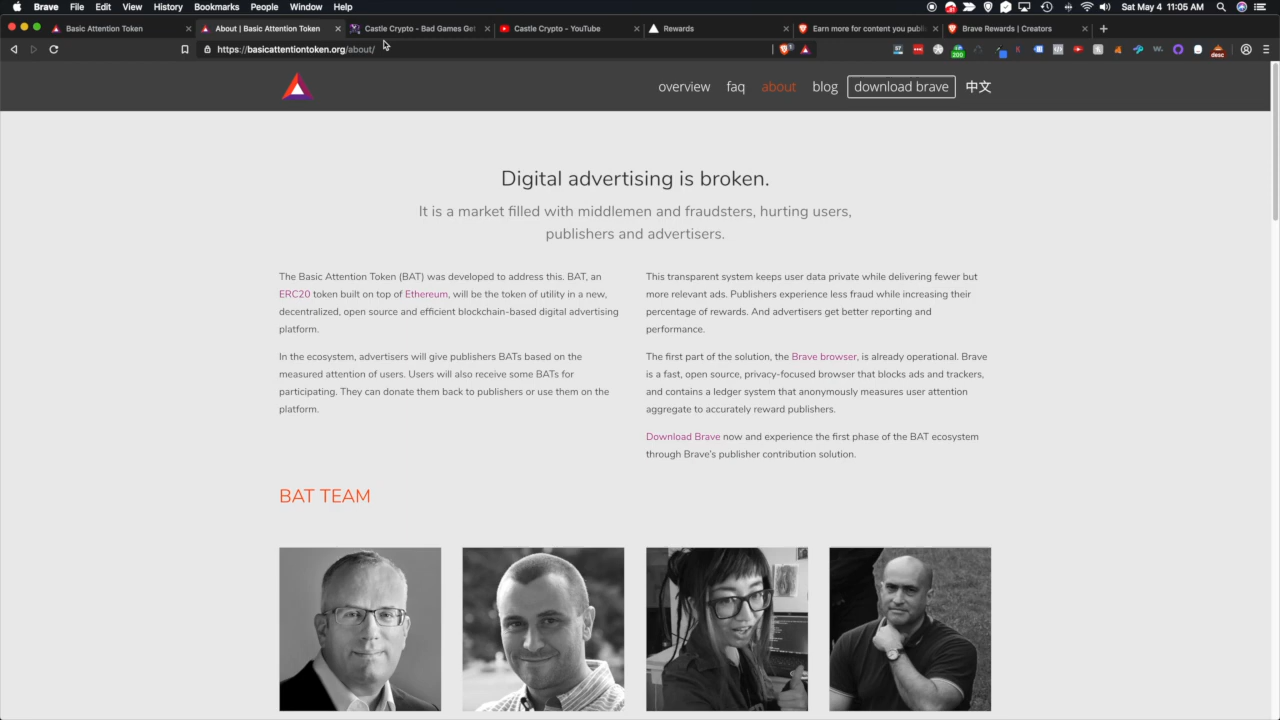 Brave File Edit View History Bookmarks People Window Help
Sat May 4 11:05 AM
Basic Attention Token
About | Basic Attention Token
Castle Crypto - Bad Games Get
Castle Crypto - YouTube
Rewards
Earn more for content you publi
Brave Rewards | Creators
https://basicattentiontoken.org/about/
overview faq about blog download brave 中文
Digital advertising is broken.
It is a market filled with middlemen and fraudsters, hurting users,
publishers and advertisers.
The Basic Attention Token (BAT) was developed to address this. BAT, an
ERC20 token built on top of Ethereum, will be the token of utility in a new,
decentralized, open source and efficient blockchain-based digital advertising
platform.
In the ecosystem, advertisers will give publishers BATs based on the
measured attention of users. Users will also receive some BATs for
participating. They can donate them back to publishers or use them on the
platform.
This transparent system keeps user data private while delivering fewer but
more relevant ads. Publishers experience less fraud while increasing their
percentage of rewards. And advertisers get better reporting and
performance.
The first part of the solution, the Brave browser, is already operational. Brave
is a fast, open source, privacy-focused browser that blocks ads and trackers,
and contains a ledger system that anonymously measures user attention
aggregate to accurately reward publishers.
Download Brave now and experience the first phase of the BAT ecosystem
through Brave's publisher contribution solution.
BAT TEAM